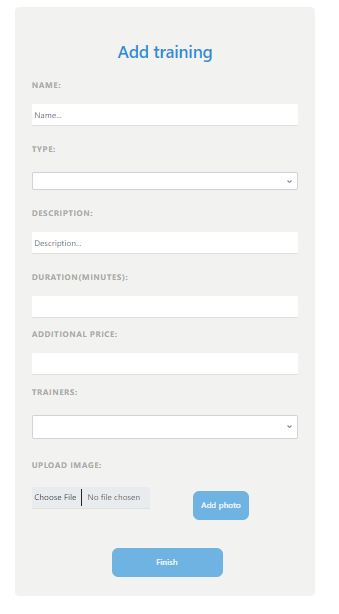 Add training
NAME:
Name...
TYPE:
DESCRIPTION:
Description...
DURATION(MINUTES):
ADDITIONAL PRICE:
TRAINERS:
UPLOAD IMAGE:
Choose File No file chosen Add photo
Finish